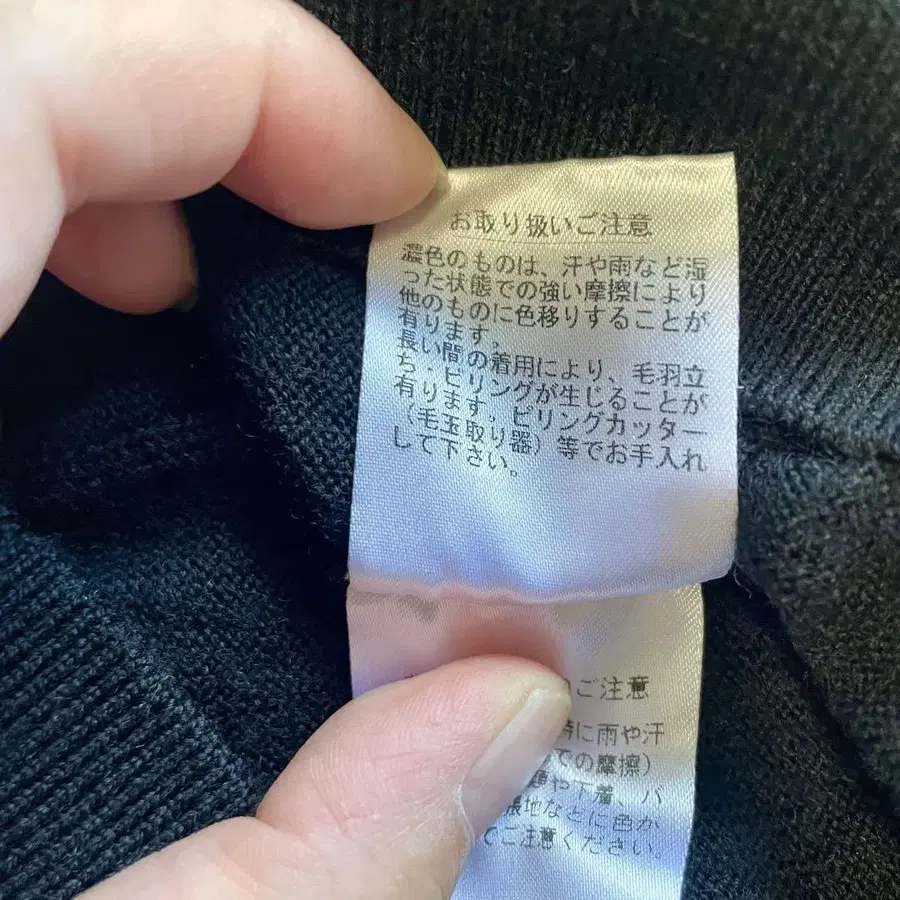 お取り扱いご注意
濃色のものは、汗や雨など湿
った状態での強い摩擦により
他のものに色移りすることが
有ります。
長い間の着用により、毛羽立
ち・ピリングが生じることが
有ります。ピリングカッター
（毛玉取り器）等でお手入れ
して下さい。
ご注意
時に雨や汗
での摩擦）
や下着、バ
張地などに色が
てご注意ください。